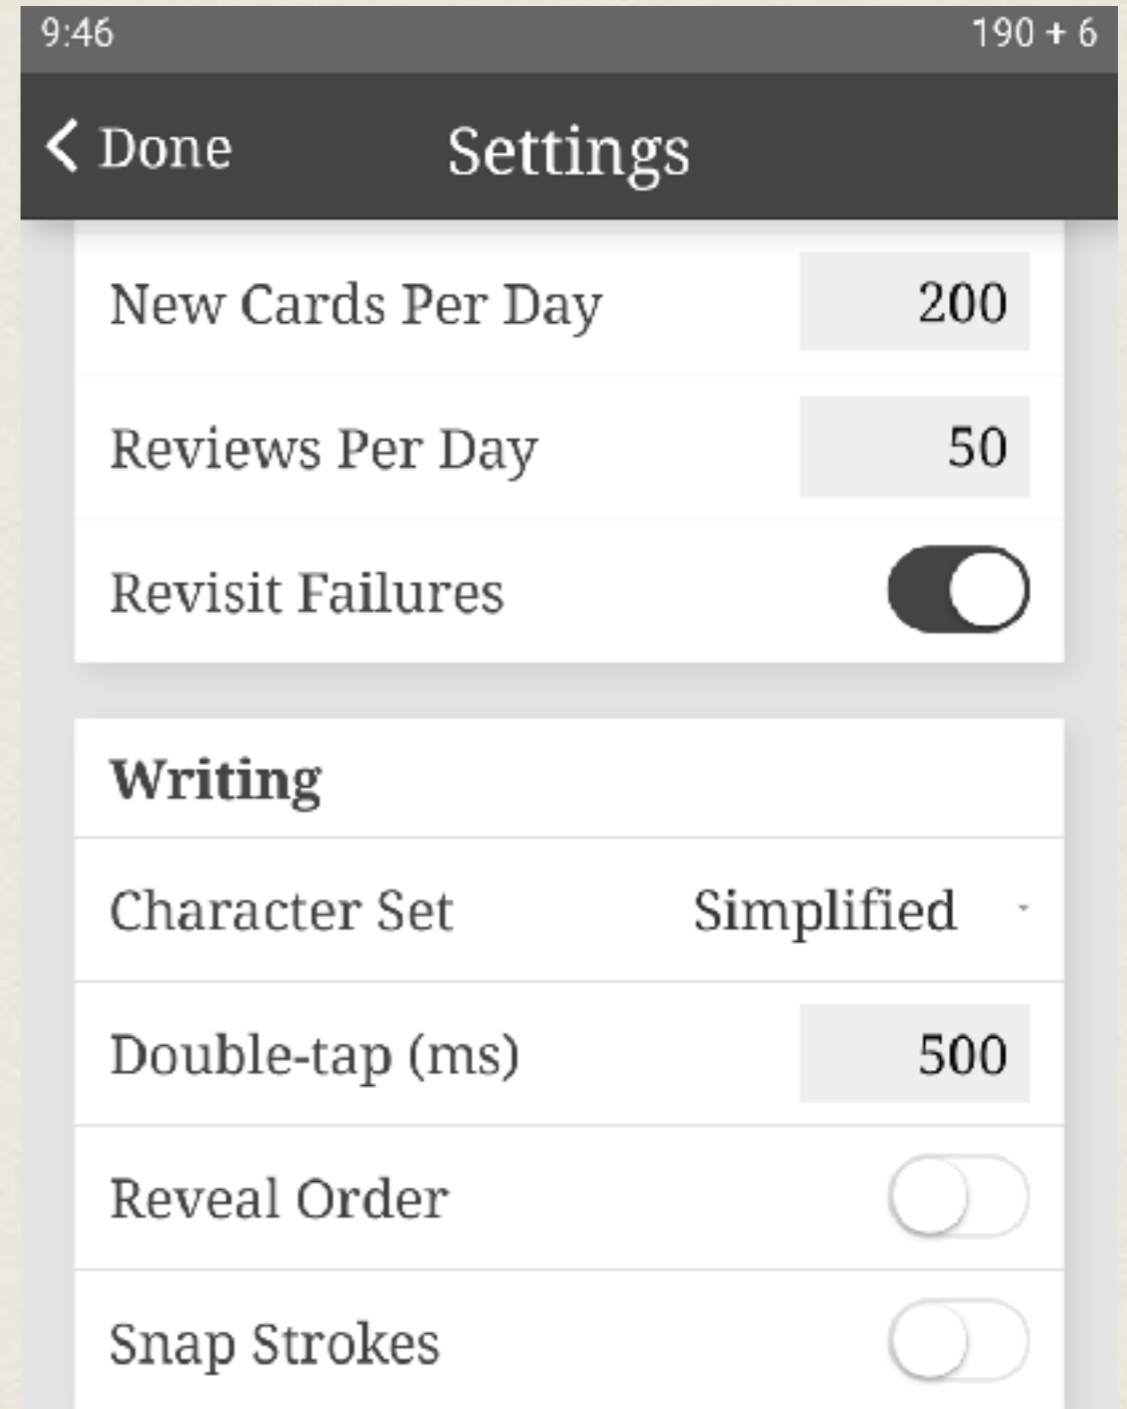 9:46 190 + 6
Done Settings
New Cards Per Day 200
Reviews Per Day 50
Revisit Failures
Writing
Character Set Simplified
Double-tap (ms) 500
Reveal Order
Snap Strokes